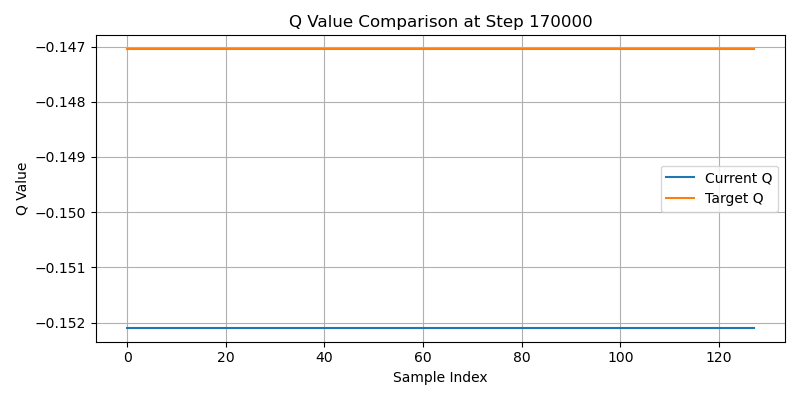 Q Value Comparison at Step 170000
Q Value
−0.147
−0.148
−0.149
−0.150
−0.151
−0.152
Current Q
Target Q
0 20 40 60 80 100 120
Sample Index